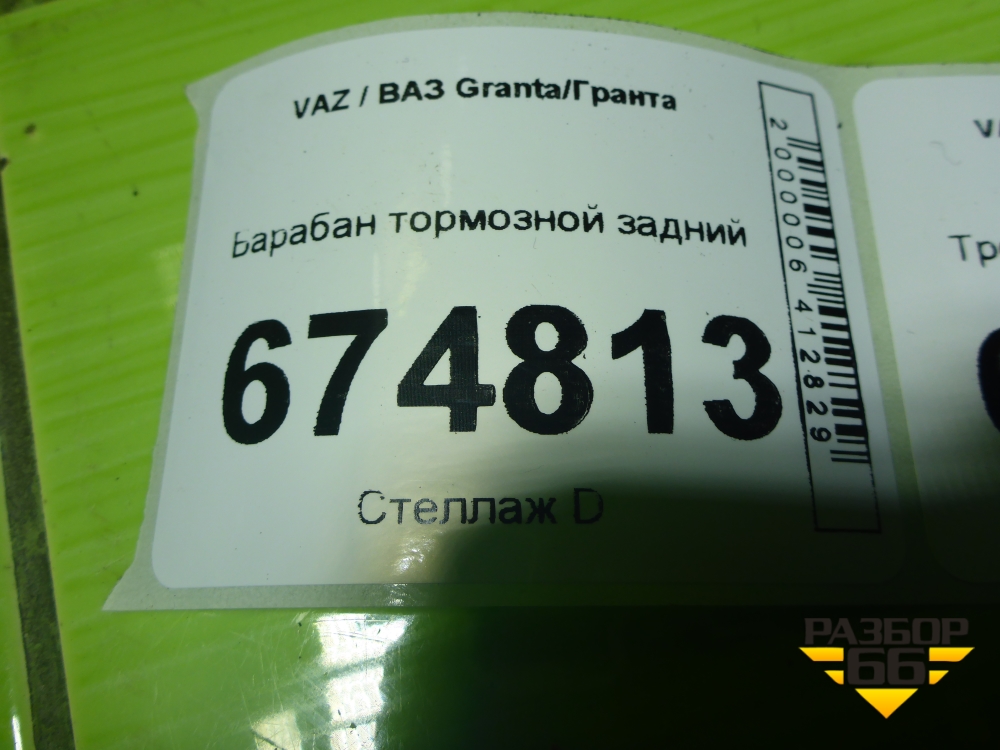 VAZ / ВАЗ Granta/Гранта
Барабан тормозной задний
674813
Стеллаж D
2000006412829
РАЗБОР
66